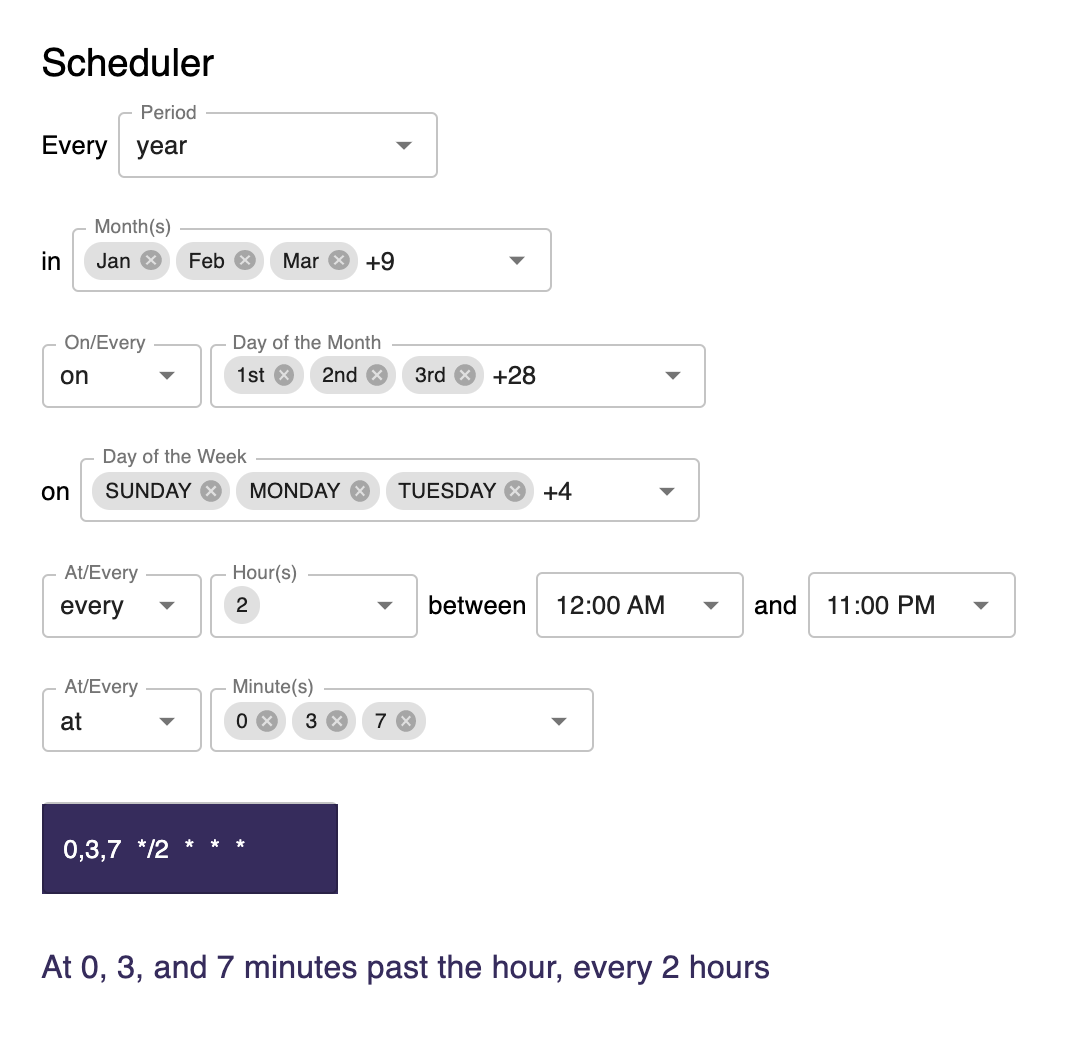 Scheduler
Period
Every year
Month(s)
in Jan Feb Mar +9
On/Every Day of the Month
on 1st 2nd 3rd +28
Day of the Week
on SUNDAY MONDAY TUESDAY +4
At/Every Hour(s)
every 2 between 12:00 AM and 11:00 PM
At/Every Minute(s)
at 0 3 7
0,3,7 */2 * * *
At 0, 3, and 7 minutes past the hour, every 2 hours